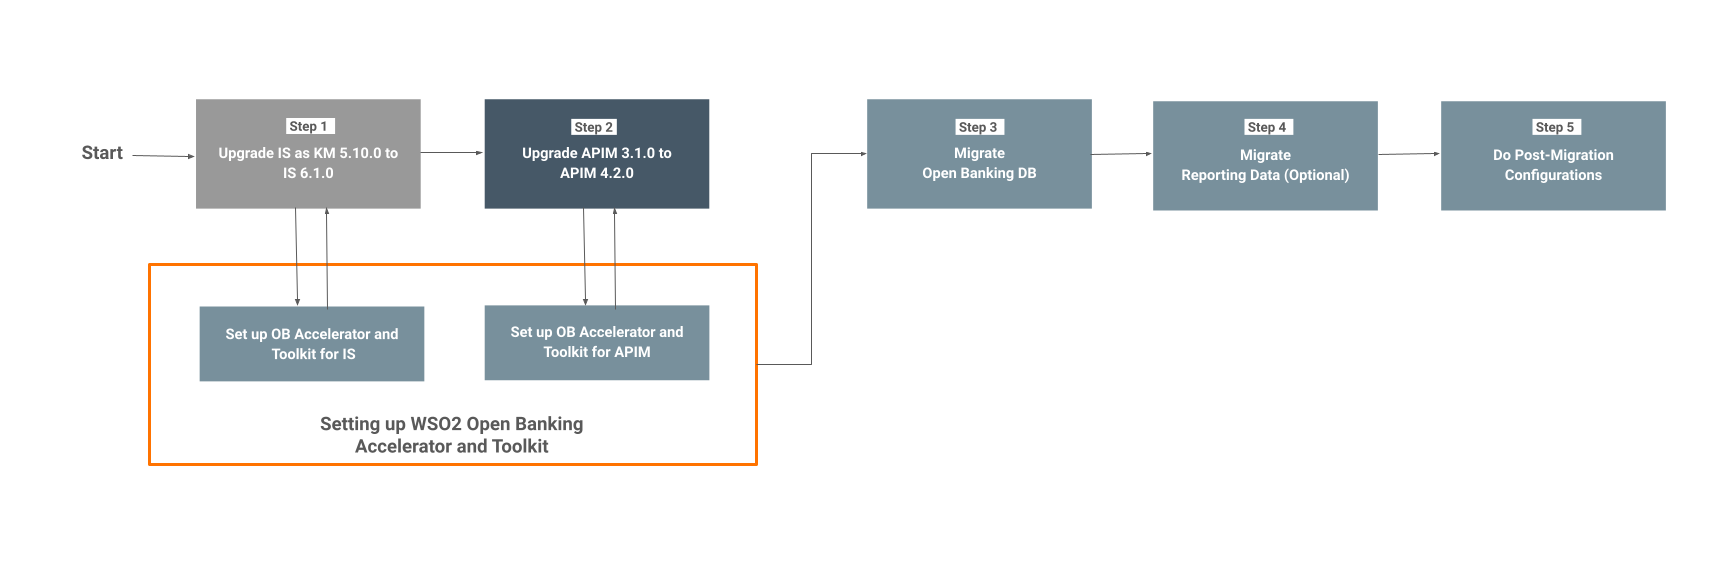 Start
Step 1
Upgrade IS as KM 5.10.0 to
IS 6.1.0
Step 2
Upgrade APIM 3.1.0 to
APIM 4.2.0
Step 3
Migrate
Open Banking DB
Step 4
Migrate
Reporting Data (Optional)
Step 5
Do Post-Migration
Configurations
Set up OB Accelerator and
Toolkit for IS
Set up OB Accelerator and
Toolkit for APIM
Setting up WSO2 Open Banking
Accelerator and Toolkit